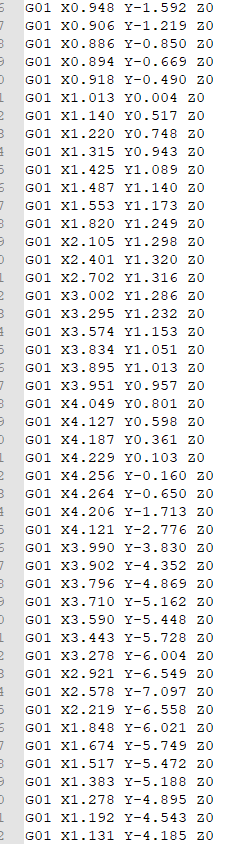 G01 X0.948 Y-1.592 Z0
G01 X0.906 Y-1.219 Z0
G01 X0.886 Y-0.850 Z0
G01 X0.894 Y-0.669 Z0
G01 X0.918 Y-0.490 Z0
G01 X1.013 Y0.004 Z0
G01 X1.140 Y0.517 Z0
G01 X1.220 Y0.748 Z0
G01 X1.315 Y0.943 Z0
G01 X1.425 Y1.089 Z0
G01 X1.487 Y1.140 Z0
G01 X1.553 Y1.173 Z0
G01 X1.820 Y1.249 Z0
G01 X2.105 Y1.298 Z0
G01 X2.401 Y1.320 Z0
G01 X2.702 Y1.316 Z0
G01 X3.002 Y1.286 Z0
G01 X3.295 Y1.232 Z0
G01 X3.574 Y1.153 Z0
G01 X3.834 Y1.051 Z0
G01 X3.895 Y1.013 Z0
G01 X3.951 Y0.957 Z0
G01 X4.049 Y0.801 Z0
G01 X4.127 Y0.598 Z0
G01 X4.187 Y0.361 Z0
G01 X4.229 Y0.103 Z0
G01 X4.256 Y-0.160 Z0
G01 X4.264 Y-0.650 Z0
G01 X4.206 Y-1.713 Z0
G01 X4.121 Y-2.776 Z0
G01 X3.990 Y-3.830 Z0
G01 X3.902 Y-4.352 Z0
G01 X3.796 Y-4.869 Z0
G01 X3.710 Y-5.162 Z0
G01 X3.590 Y-5.448 Z0
G01 X3.443 Y-5.728 Z0
G01 X3.278 Y-6.004 Z0
G01 X2.921 Y-6.549 Z0
G01 X2.578 Y-7.097 Z0
G01 X2.219 Y-6.558 Z0
G01 X1.848 Y-6.021 Z0
G01 X1.674 Y-5.749 Z0
G01 X1.517 Y-5.472 Z0
G01 X1.383 Y-5.188 Z0
G01 X1.278 Y-4.895 Z0
G01 X1.192 Y-4.543 Z0
G01 X1.131 Y-4.185 Z0